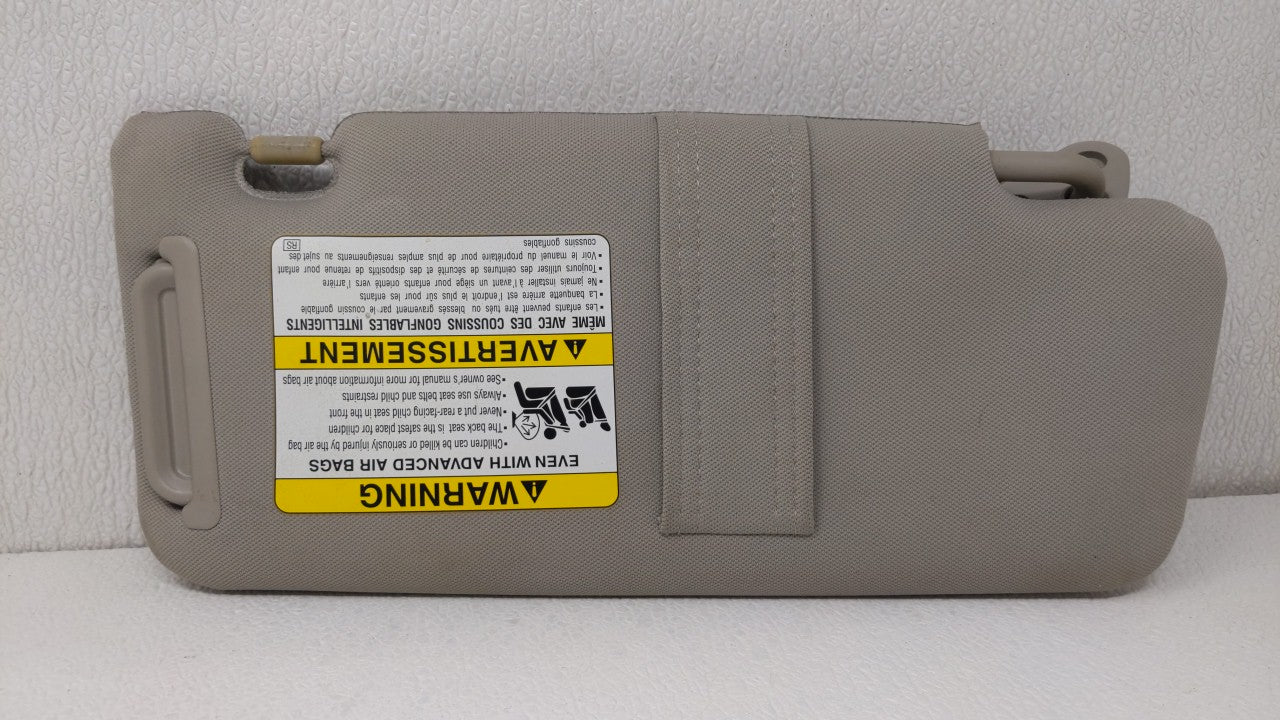 WARNING
EVEN WITH ADVANCED AIR BAGS
• Children can be killed or seriously injured by the air bag
• The back seat is the safest place for children
• Never put a rear-facing child seat in the front
• Always use seat belts and child restraints
• See owner's manual for more information about air bags
AVERTISSEMENT
MÊME AVEC DES COUSSINS GONFLABLES INTELLIGENTS
• Les enfants peuvent être tués ou blessés gravement par le coussin gonflable
• La banquette arrière est l'endroit le plus sûr pour les enfants
• Ne jamais installer à l'avant un siège pour enfants orienté vers l'arrière
• Toujours utiliser des ceintures de sécurité et des dispositifs de retenue pour enfant
• Voir le manuel du propriétaire pour de plus amples renseignements au sujet des
coussins gonflables
RS